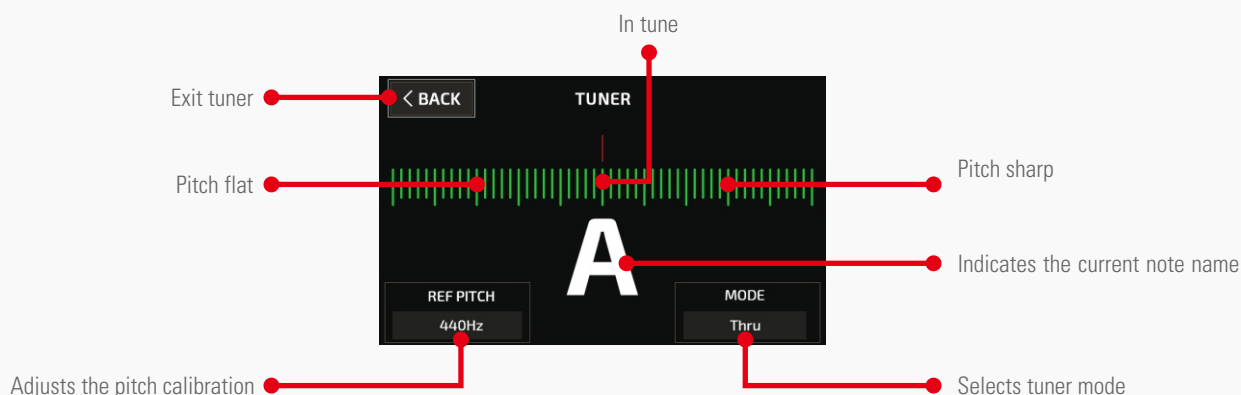 In tune
Exit tuner
< BACK
TUNER
Pitch flat
Pitch sharp
A
Indicates the current note name
REF PITCH
MODE
440Hz
Thru
Adjusts the pitch calibration
Selects tuner mode